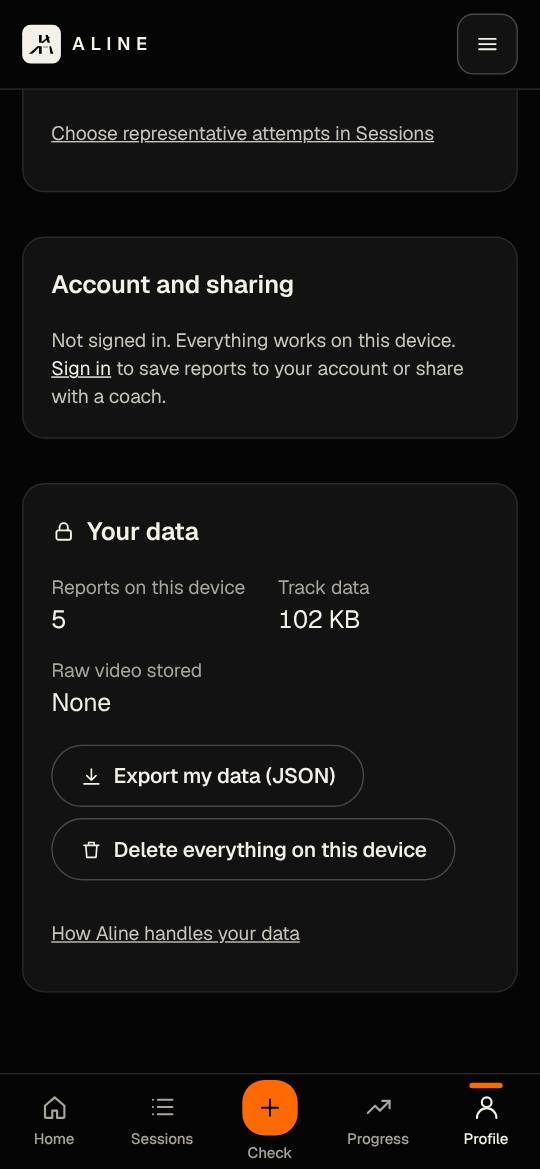 ALINE
Choose representative attempts in Sessions
Account and sharing
Not signed in. Everything works on this device.
Sign in to save reports to your account or share
with a coach.
Your data
Reports on this device
5
Track data
102 KB
Raw video stored
None
Export my data (JSON)
Delete everything on this device
How Aline handles your data
Home
Sessions
Check
Progress
Profile